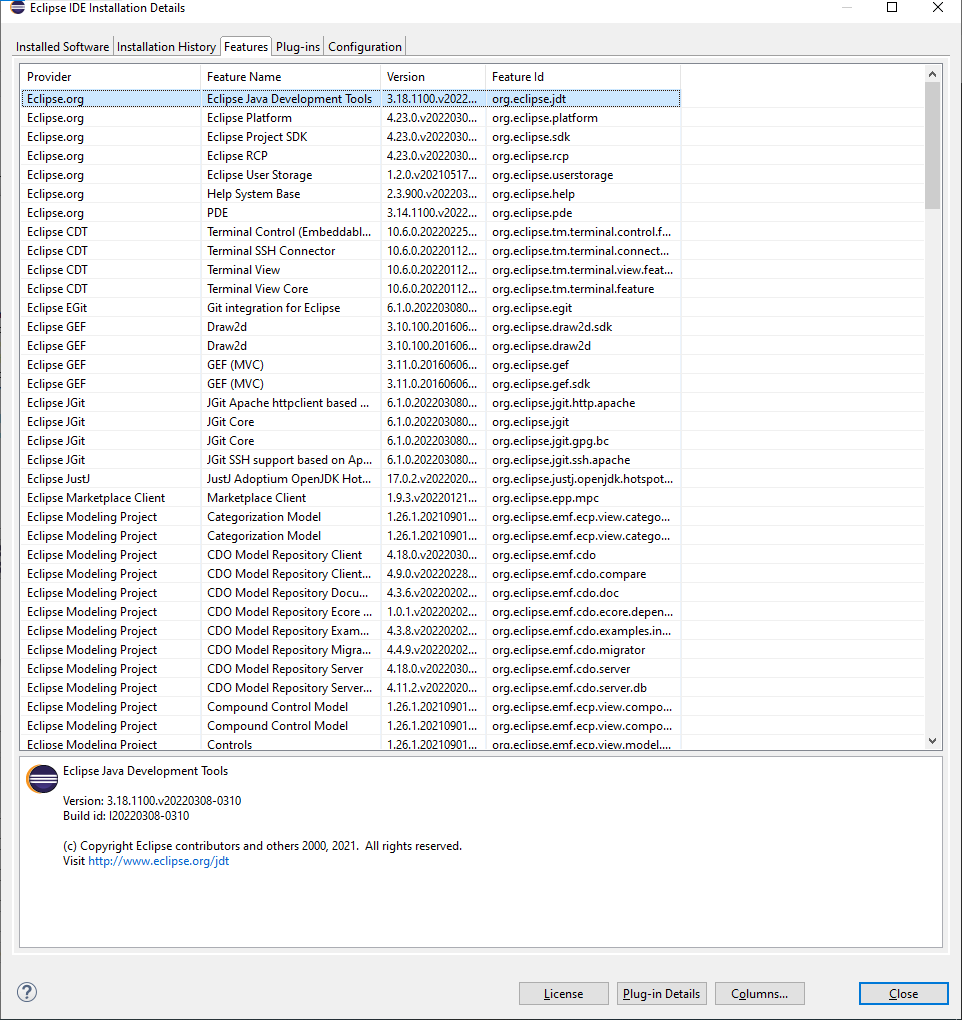 Eclipse IDE Installation Details
Installed Software Installation History Features Plug-ins Configuration
Provider Feature Name Version Feature Id
Eclipse.org Eclipse Java Development Tools 3.18.1100.v2022... org.eclipse.jdt
Eclipse.org Eclipse Platform 4.23.0.v2022030... org.eclipse.platform
Eclipse.org Eclipse Project SDK 4.23.0.v2022030... org.eclipse.sdk
Eclipse.org Eclipse RCP 4.23.0.v2022030... org.eclipse.rcp
Eclipse.org Eclipse User Storage 1.2.0.v20210517... org.eclipse.userstorage
Eclipse.org Help System Base 2.3.900.v202203... org.eclipse.help
Eclipse.org PDE 3.14.1100.v2022... org.eclipse.pde
Eclipse CDT Terminal Control (Embeddabl... 10.6.0.20220225... org.eclipse.tm.terminal.control.f...
Eclipse CDT Terminal SSH Connector 10.6.0.20220112... org.eclipse.tm.terminal.connect...
Eclipse CDT Terminal View 10.6.0.20220112... org.eclipse.tm.terminal.view.feat...
Eclipse CDT Terminal View Core 10.6.0.20220112... org.eclipse.tm.terminal.feature
Eclipse EGit Git integration for Eclipse 6.1.0.202203080... org.eclipse.egit
Eclipse GEF Draw2d 3.10.100.201606... org.eclipse.draw2d.sdk
Eclipse GEF Draw2d 3.10.100.201606... org.eclipse.draw2d
Eclipse GEF GEF (MVC) 3.11.0.20160606... org.eclipse.gef
Eclipse GEF GEF (MVC) 3.11.0.20160606... org.eclipse.gef.sdk
Eclipse JGit JGit Apache httpclient based ... 6.1.0.202203080... org.eclipse.jgit.http.apache
Eclipse JGit JGit Core 6.1.0.202203080... org.eclipse.jgit
Eclipse JGit JGit Core 6.1.0.202203080... org.eclipse.jgit.gpg.bc
Eclipse JGit JGit SSH support based on Ap... 6.1.0.202203080... org.eclipse.jgit.ssh.apache
Eclipse JustJ JustJ Adoptium OpenJDK Hot... 17.0.2.v2022020... org.eclipse.justj.openjdk.hotspot...
Eclipse Marketplace Client Marketplace Client 1.9.3.v20220121... org.eclipse.epp.mpc
Eclipse Modeling Project Categorization Model 1.26.1.20210901... org.eclipse.emf.ecp.view.catego...
Eclipse Modeling Project Categorization Model 1.26.1.20210901... org.eclipse.emf.ecp.view.catego...
Eclipse Modeling Project CDO Model Repository Client 4.18.0.v2022030... org.eclipse.emf.cdo
Eclipse Modeling Project CDO Model Repository Client... 4.9.0.v20220228... org.eclipse.emf.cdo.compare
Eclipse Modeling Project CDO Model Repository Docu... 4.3.6.v20220202... org.eclipse.emf.cdo.doc
Eclipse Modeling Project CDO Model Repository Ecore ... 1.0.1.v20220202... org.eclipse.emf.cdo.ecore.depen...
Eclipse Modeling Project CDO Model Repository Exam... 4.3.8.v20220202... org.eclipse.emf.cdo.examples.in...
Eclipse Modeling Project CDO Model Repository Migra... 4.4.9.v20220202... org.eclipse.emf.cdo.migrator
Eclipse Modeling Project CDO Model Repository Server 4.18.0.v2022030... org.eclipse.emf.cdo.server
Eclipse Modeling Project CDO Model Repository Server... 4.11.2.v2022020... org.eclipse.emf.cdo.server.db
Eclipse Modeling Project Compound Control Model 1.26.1.20210901... org.eclipse.emf.ecp.view.compo...
Eclipse Modeling Project Compound Control Model 1.26.1.20210901... org.eclipse.emf.ecp.view.compo...
Eclipse Modeling Project Controls 1.26.1.20210901... org.eclipse.emf.ecp.view.model....
Eclipse Java Development Tools
Version: 3.18.1100.v20220308-0310
Build id: I20220308-0310
(c) Copyright Eclipse contributors and others 2000, 2021.  All rights reserved.
Visit http://www.eclipse.org/jdt
? License Plug-in Details Columns... Close